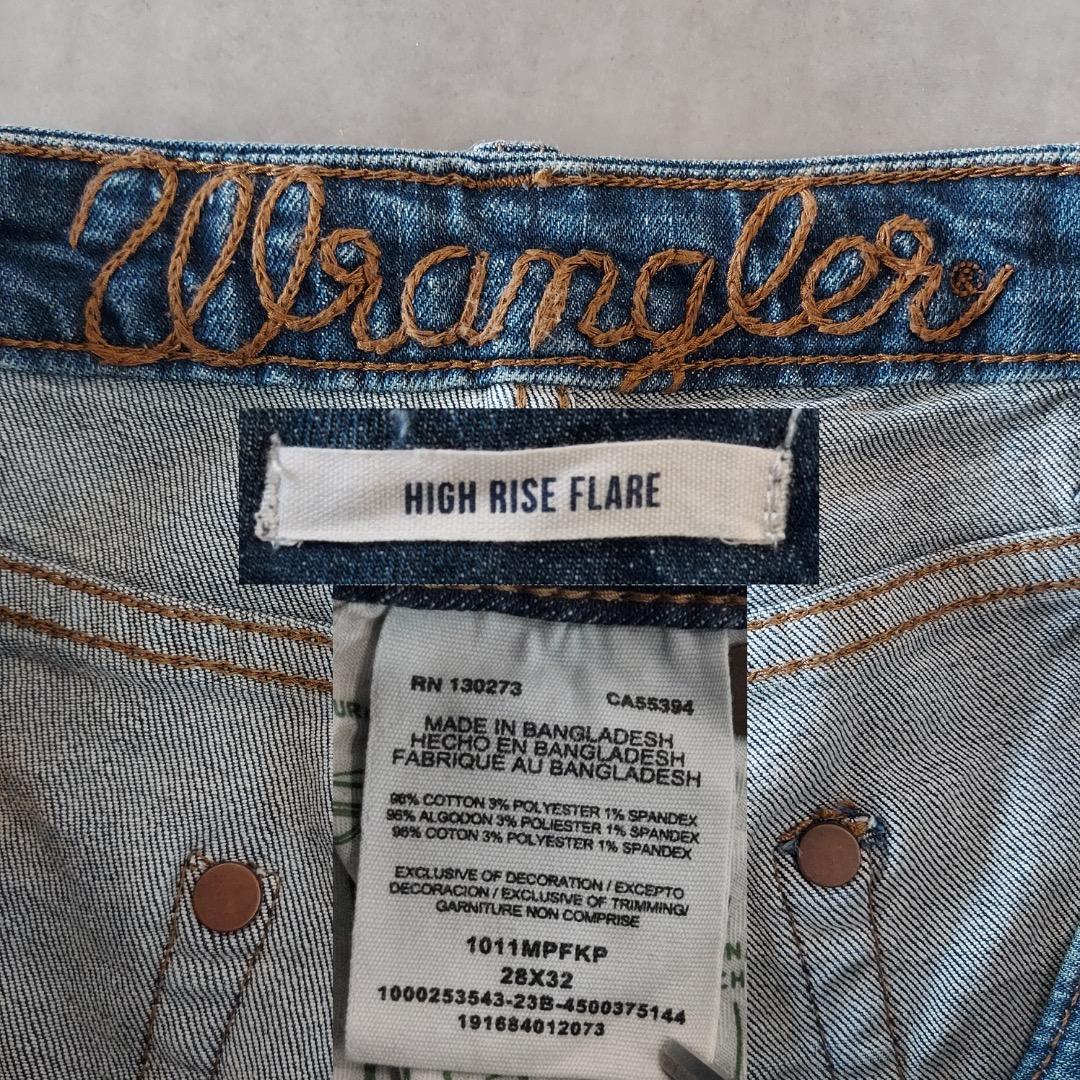 Wrangler®
HIGH RISE FLARE
RN 130273 CA55394
MADE IN BANGLADESH
HECHO EN BANGLADESH
FABRIQUE AU BANGLADESH
96% COTTON 3% POLYESTER 1% SPANDEX
96% ALGODON 3% POLIESTER 1% SPANDEX
96% COTON 3% POLYESTER 1% SPANDEX
EXCLUSIVE OF DECORATION / EXCEPTO
DECORACION / EXCLUSIVE OF TRIMMING/
GARNITURE NON COMPRISE
1011MPFKP
28X32
1000253543-23B-4500375144
191684012073